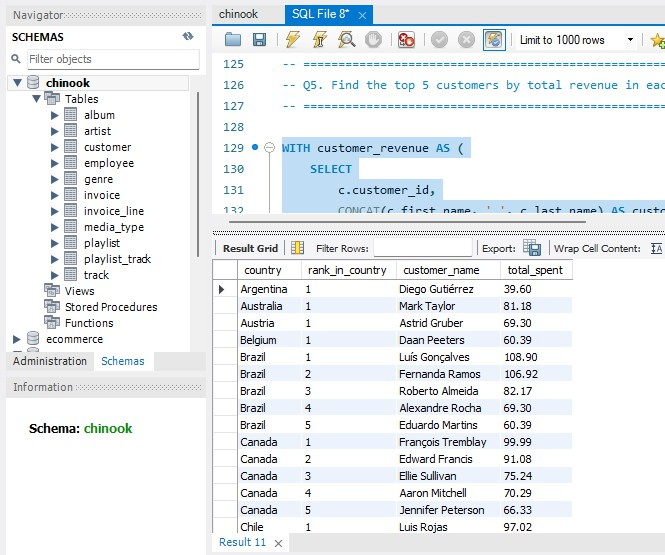 Navigator
SCHEMAS
Filter objects
chinook
Tables
album
artist
customer
employee
genre
invoice
invoice_line
media_type
playlist
playlist_track
track
Views
Stored Procedures
Functions
ecommerce
Administration Schemas
Information
Schema: chinook
chinook SQL File 8*
Limit to 1000 rows
125 -- ====================================================
126 -- Q5. Find the top 5 customers by total revenue in eac
127 -- ====================================================
128
129 WITH customer_revenue AS (
130 SELECT
131 c.customer_id,
132 CONCAT(c.first_name, ' ', c.last_name) AS custo
Result Grid Filter Rows: Export: Wrap Cell Content:
country rank_in_country customer_name total_spent
Argentina 1 Diego Gutiérrez 39.60
Australia 1 Mark Taylor 81.18
Austria 1 Astrid Gruber 69.30
Belgium 1 Daan Peeters 60.39
Brazil 1 Luís Gonçalves 108.90
Brazil 2 Fernanda Ramos 106.92
Brazil 3 Roberto Almeida 82.17
Brazil 4 Alexandre Rocha 69.30
Brazil 5 Eduardo Martins 60.39
Canada 1 François Tremblay 99.99
Canada 2 Edward Francis 91.08
Canada 3 Ellie Sullivan 75.24
Canada 4 Aaron Mitchell 70.29
Canada 5 Jennifer Peterson 66.33
Chile 1 Luis Rojas 97.02
Result 11